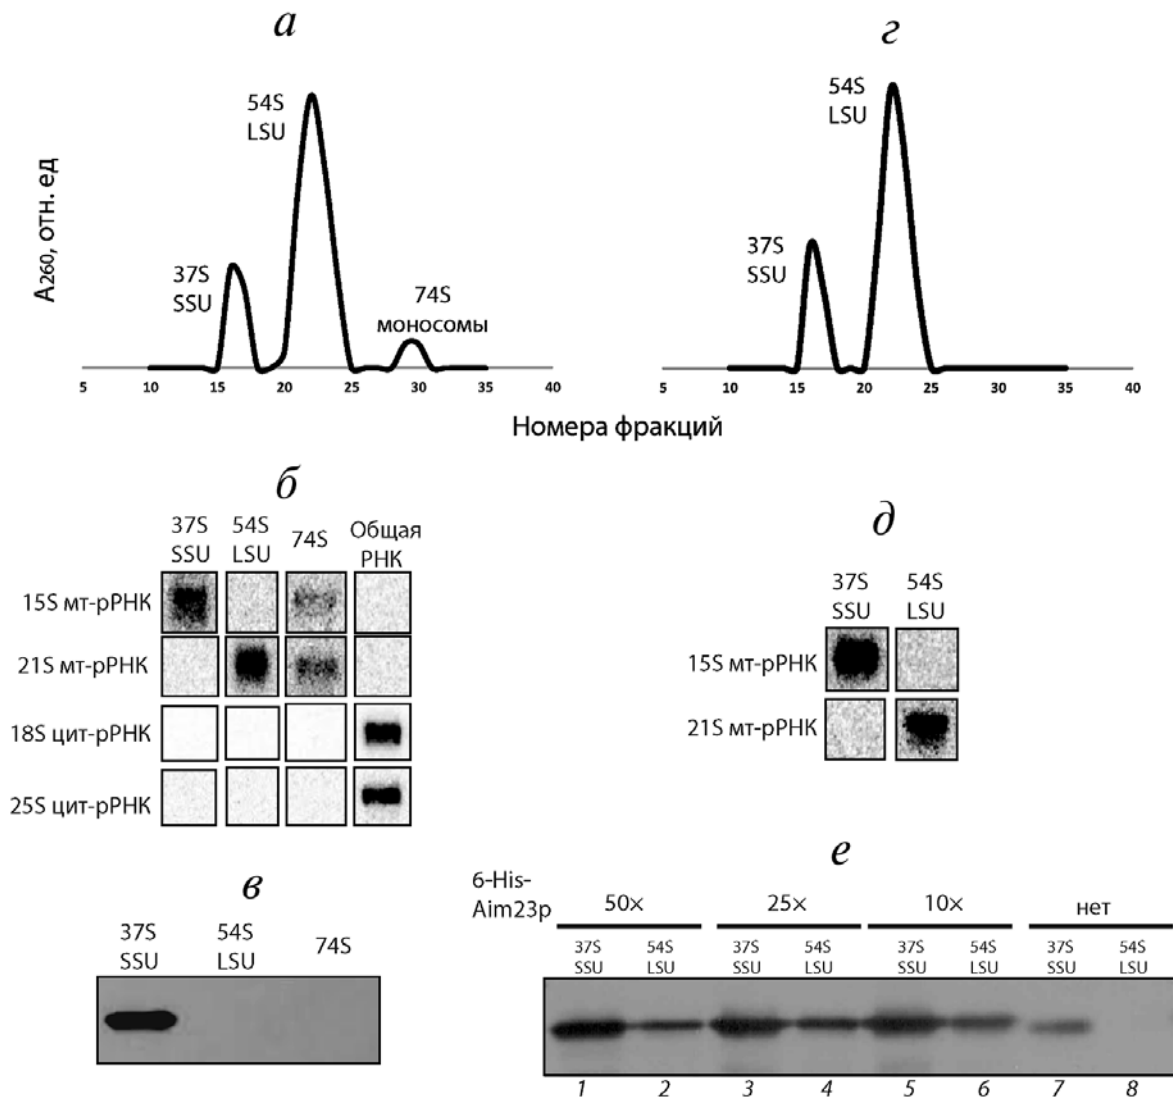 а
г
54S
LSU
54S
LSU
A260, отн. ед
37S
SSU
74S
моносомы
37S
SSU
5 10 15 20 25 30 35 40
5 10 15 20 25 30 35 40
Номера фракций
б
37S
SSU
54S
LSU
74S
Общая
РНК
15S мт-рРНК
21S мт-рРНК
18S цит-рРНК
25S цит-рРНК
д
37S
SSU
54S
LSU
15S мт-рРНК
21S мт-рРНК
в
37S
SSU
54S
LSU
74S
е
6-His-
Aim23p
50× 25× 10× нет
37S 54S 37S 54S 37S 54S 37S 54S
SSU LSU SSU LSU SSU LSU SSU LSU
1 2 3 4 5 6 7 8